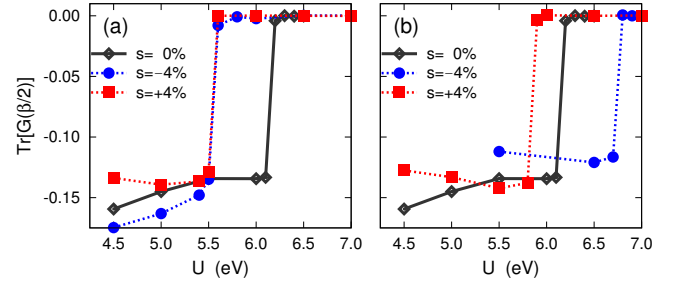 (a)
s= 0%
s=−4%
s=+4%
0.00
-0.05
-0.10
-0.15
Tr[G(β/2)]
4.5 5.0 5.5 6.0 6.5 7.0
U (eV)
(b)
s= 0%
s=−4%
s=+4%
4.5 5.0 5.5 6.0 6.5 7.0
U (eV)